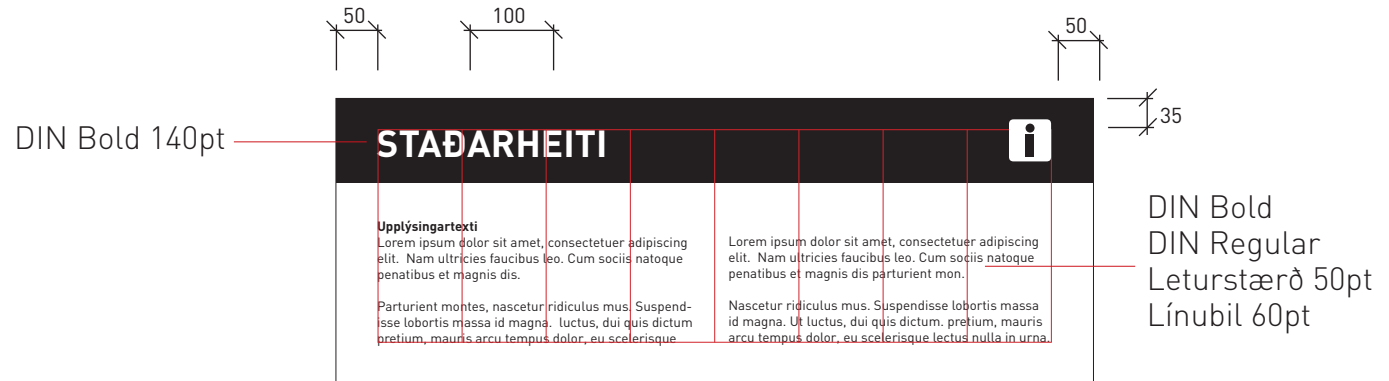 50
100
50
35
DIN Bold 140pt
STAÐARHEITI
i
Upplýsingartexti
Lorem ipsum dolor sit amet, consectetuer adipiscing
elit. Nam ultricies faucibus leo. Cum sociis natoque
penatibus et magnis dis.
Parturient montes, nascetur ridiculus mus. Suspend-
isse lobortis massa id magna. luctus, dui quis dictum
pretium, mauris arcu tempus dolor, eu scelerisque
Lorem ipsum dolor sit amet, consectetuer adipiscing
elit. Nam ultricies faucibus leo. Cum sociis natoque
penatibus et magnis dis parturient mon.
Nascetur ridiculus mus. Suspendisse lobortis massa
id magna. Ut luctus, dui quis dictum. pretium, mauris
arcu tempus dolor, eu scelerisque lectus nulla in urna.
DIN Bold
DIN Regular
Leturstærð 50pt
Línubil 60pt